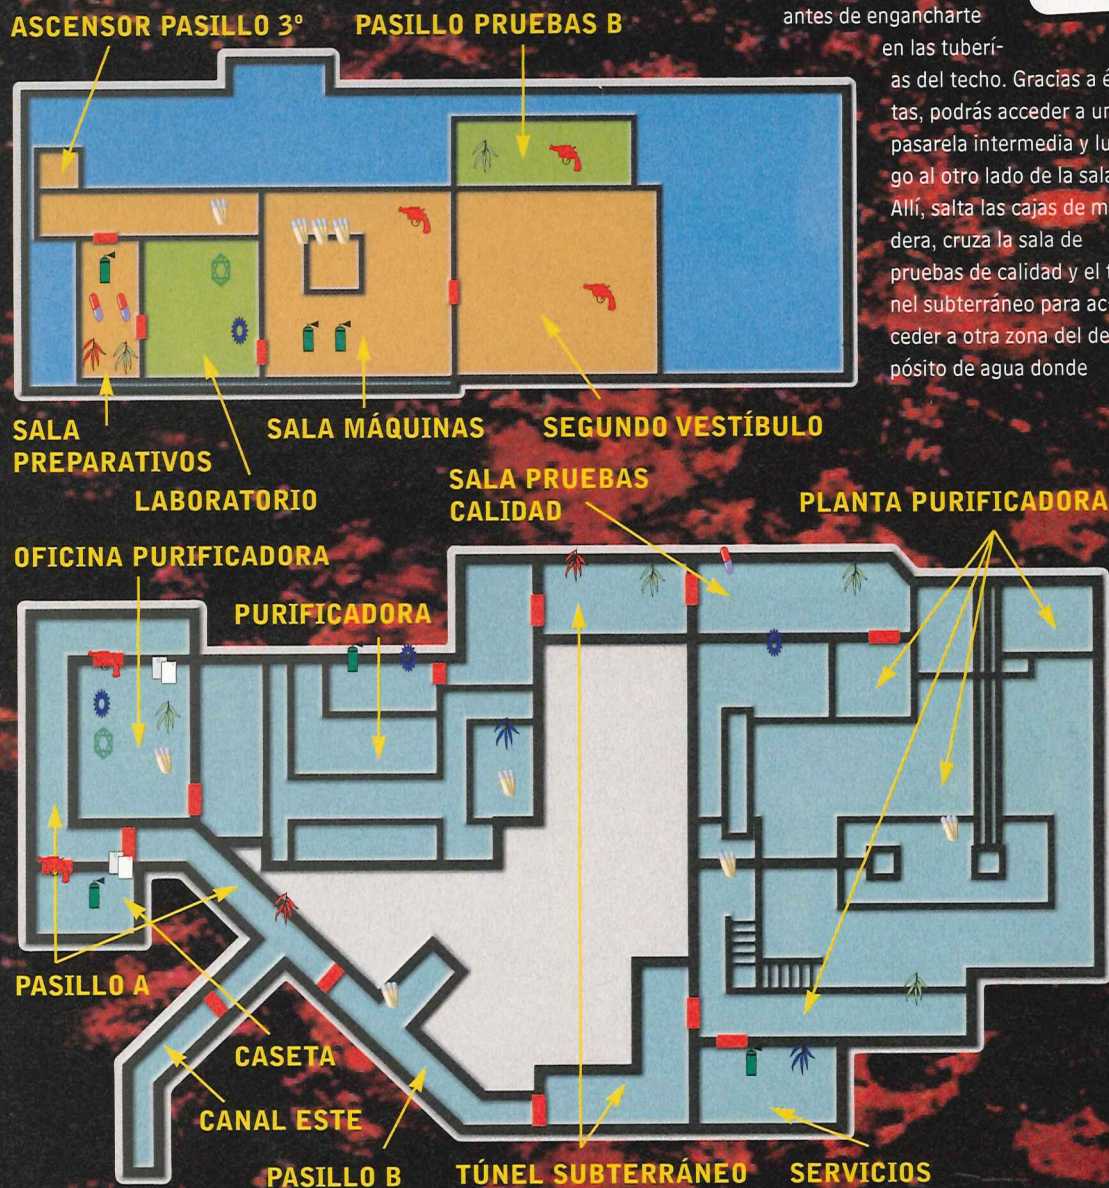 ASCENSOR PASILLO 3º
PASILLO PRUEBAS B
antes de engancharte
en las tuberí-
as del techo. Gracias a é
tas, podrás acceder a un
pasarela intermedia y lu
go al otro lado de la sala
Allí, salta las cajas de m
dera, cruza la sala de
pruebas de calidad y el t
nel subterráneo para ac-
ceder a otra zona del de
pósito de agua donde
SALA
PREPARATIVOS
LABORATORIO
SALA MÁQUINAS
SEGUNDO VESTÍBULO
SALA PRUEBAS
CALIDAD
PLANTA PURIFICADORA
OFICINA PURIFICADORA
PURIFICADORA
PASILLO A
CASETA
CANAL ESTE
PASILLO B
TÚNEL SUBTERRÁNEO
SERVICIOS